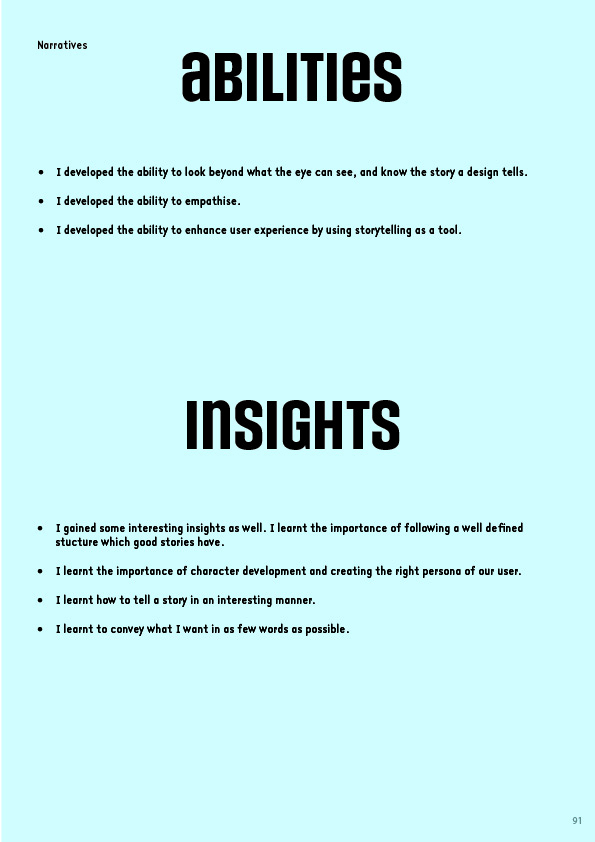 Narratives
aBILITIes
• I developed the ability to look beyond what the eye can see, and know the story a design tells.
• I developed the ability to empathise.
• I developed the ability to enhance user experience by using storytelling as a tool.
InSIGHTS
• I gained some interesting insights as well. I learnt the importance of following a well defined
stucture which good stories have.
• I learnt the importance of character development and creating the right persona of our user.
• I learnt how to tell a story in an interesting manner.
• I learnt to convey what I want in as few words as possible.
91